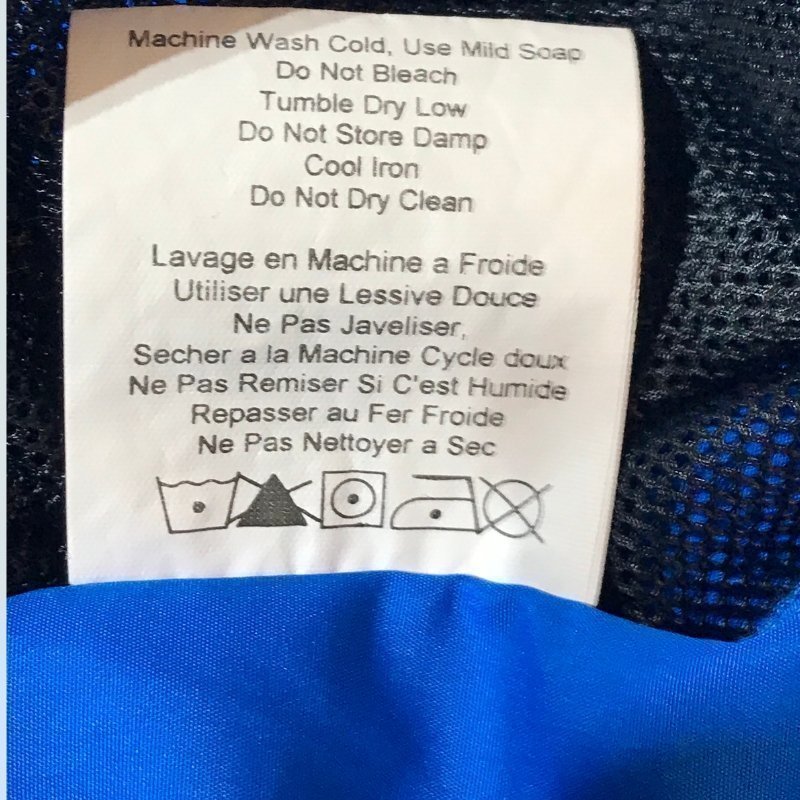 Machine Wash Cold, Use Mild Soap
Do Not Bleach
Tumble Dry Low
Do Not Store Damp
Cool Iron
Do Not Dry Clean
Lavage en Machine a Froide
Utiliser une Lessive Douce
Ne Pas Javeliser,
Secher a la Machine Cycle doux
Ne Pas Remiser Si C'est Humide
Repasser au Fer Froide
Ne Pas Nettoyer a Sec